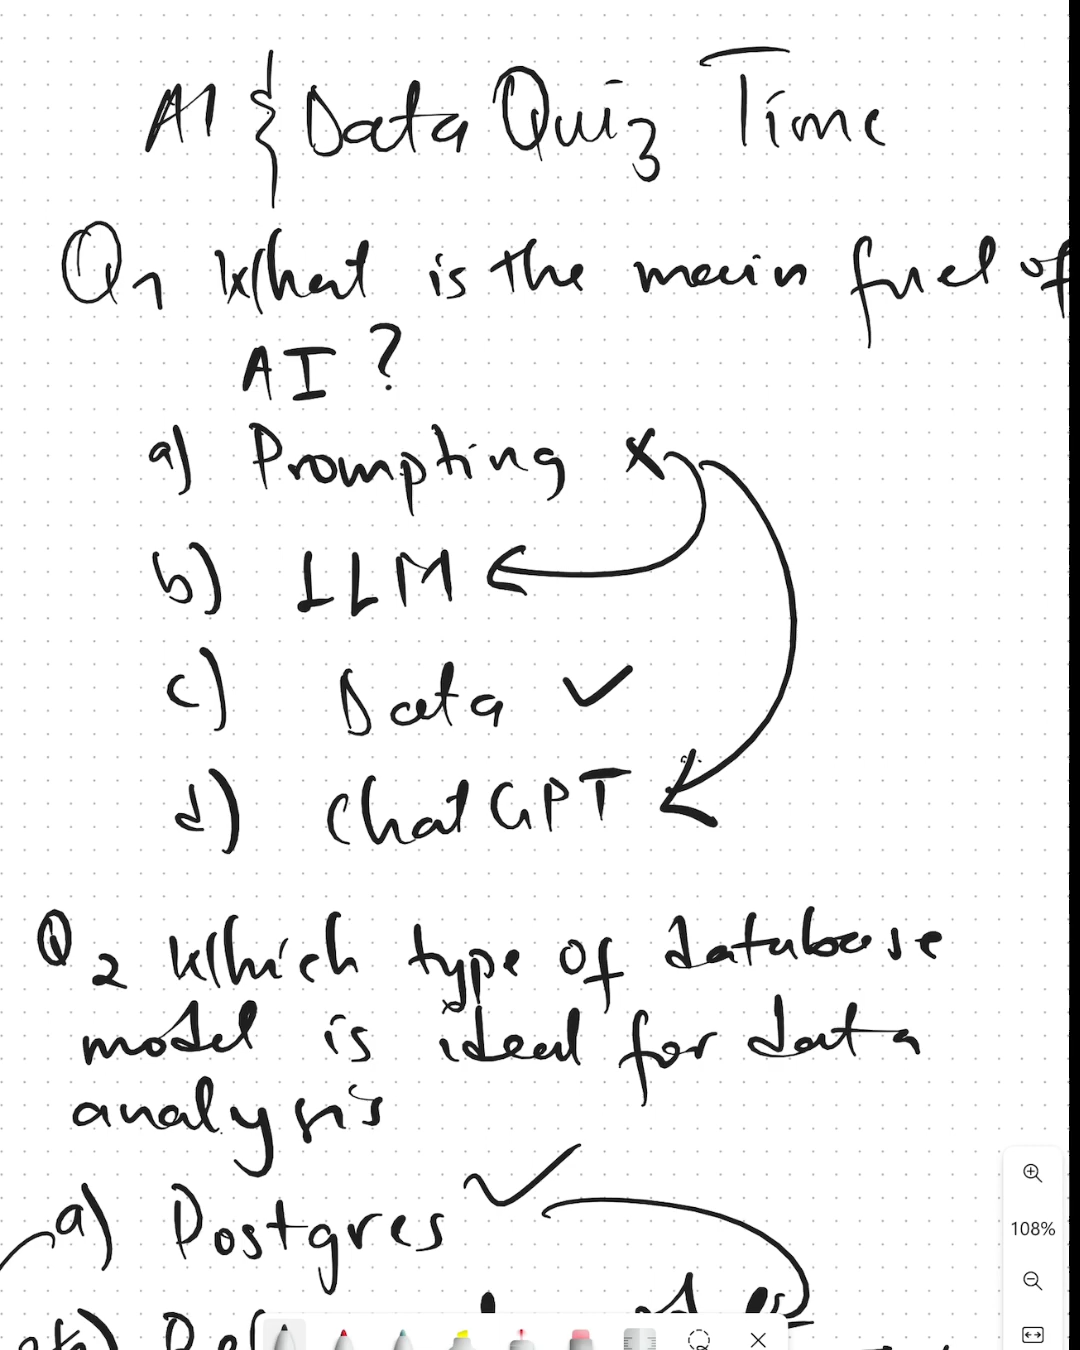 AI & Data Quiz Time
Q1 What is the main fuel of
AI?
a) Prompting x
b) LLM
c) Data ✓
d) ChatGPT
Q2 Which type of database
model is ideal for data
analysis
a) Postgres ✓
108%